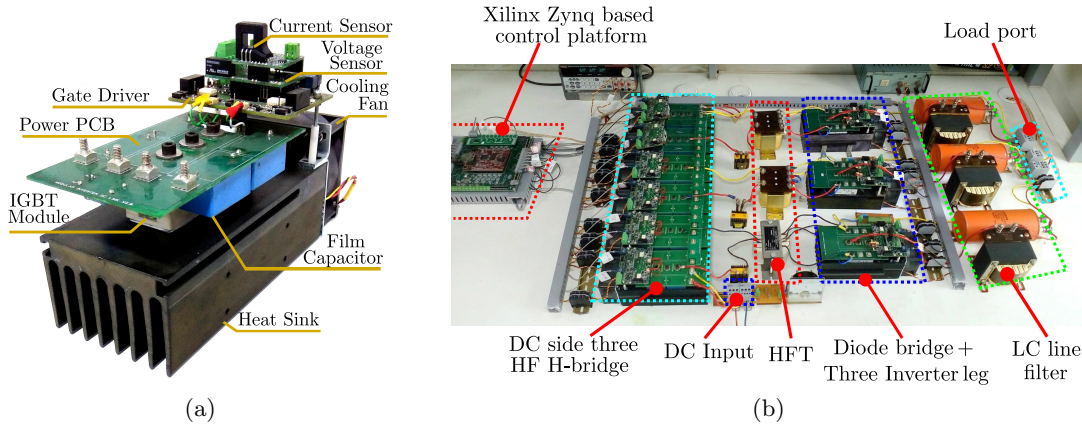 Current Sensor
Voltage
Sensor
Cooling
Fan
Gate Driver
Power PCB
IGBT
Module
Film
Capacitor
Heat Sink
(a)
Xilinx Zynq based
control platform
Load port
DC side three
HF H-bridge
DC Input
HFT
Diode bridge +
Three Inverter leg
LC line
filter
(b)